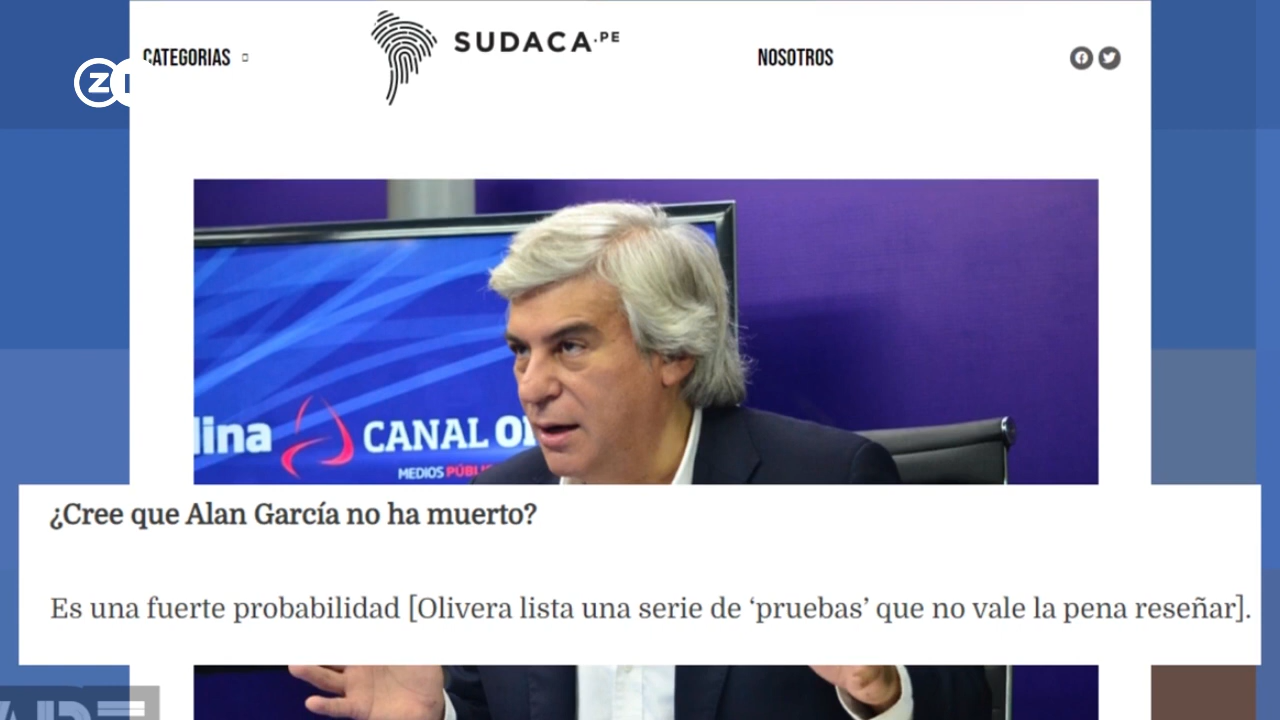 CATEGORIAS
SUDACA.PE
NOSOTROS
Z
lina
CANAL
MEDIOS
¿Cree que Alan García no ha muerto?
Es una fuerte probabilidad [Olivera lista una serie de ‘pruebas’ que no vale la pena reseñar].